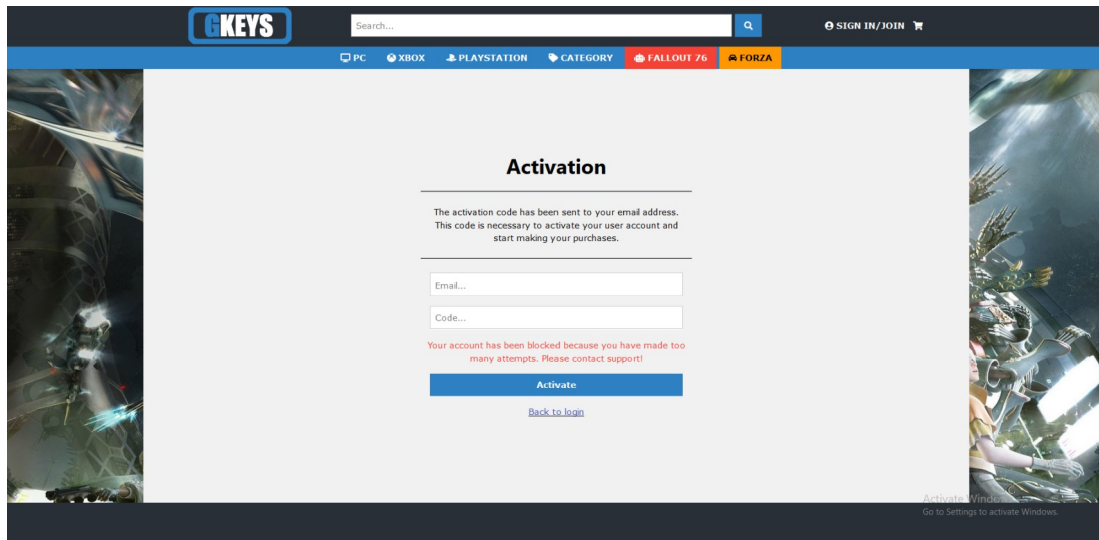 GKEYS
Search...
SIGN IN/JOIN
PC
XBOX
PLAYSTATION
CATEGORY
FALLOUT 76
FORZA
Activation
The activation code has been sent to your email address.
This code is necessary to activate your user account and
start making your purchases.
Email...
Code...
Your account has been blocked because you have made too
many attempts. Please contact support!
Activate
Back to login
Activate Windows
Go to Settings to activate Windows.